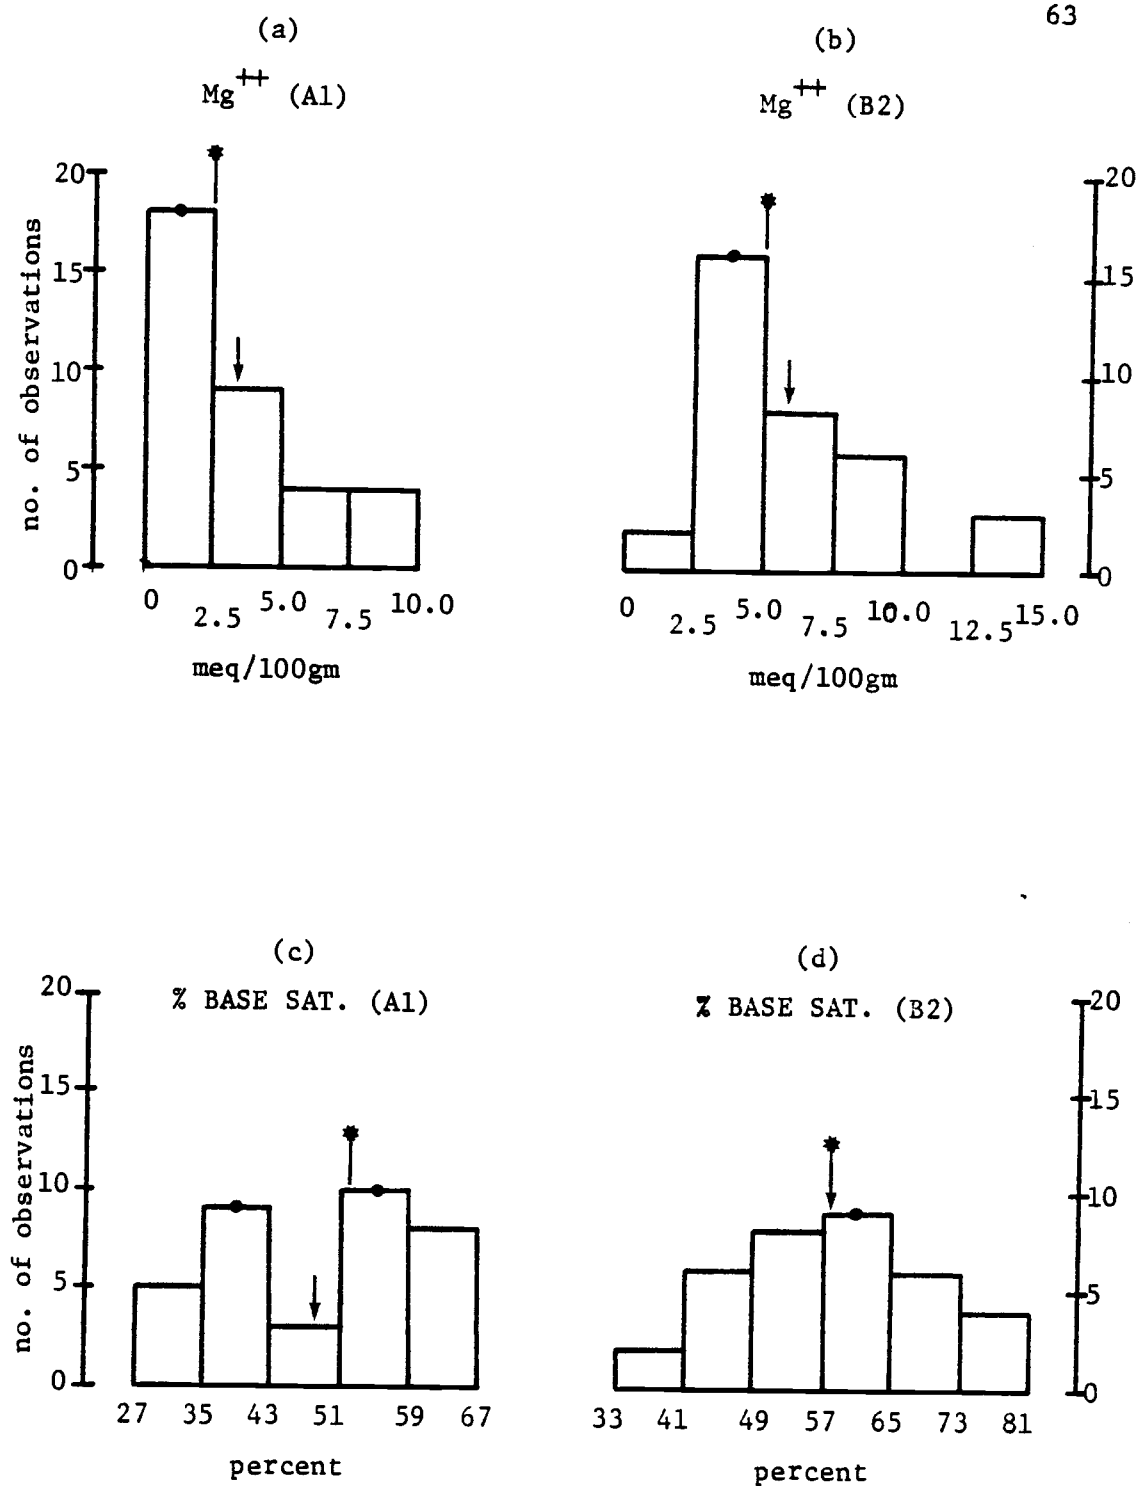 63
(a)
Mg++ (A1)
no. of observations
20
15
10
5
0
0 2.5 5.0 7.5 10.0
meq/100gm
(b)
Mg++ (B2)
20
15
10
5
0
0 2.5 5.0 7.5 10.0 12.5 15.0
meq/100gm
(c)
% BASE SAT. (A1)
no. of observations
20
15
10
5
0
27 35 43 51 59 67
percent
(d)
% BASE SAT. (B2)
20
15
10
5
0
33 41 49 57 65 73 81
percent